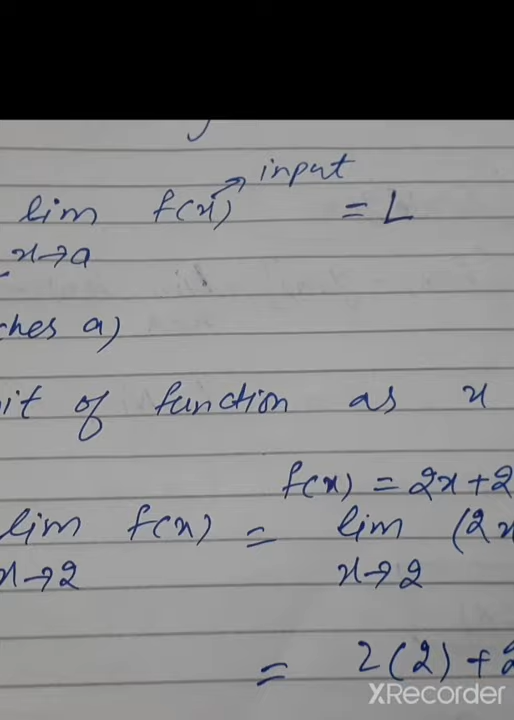 input
lim f(x) = L
x→a
ches a)
it of function as x
f(x) = 2x+2
lim f(x) = lim (2x
x→2 x→2
= 2(2)+2
XRecorder